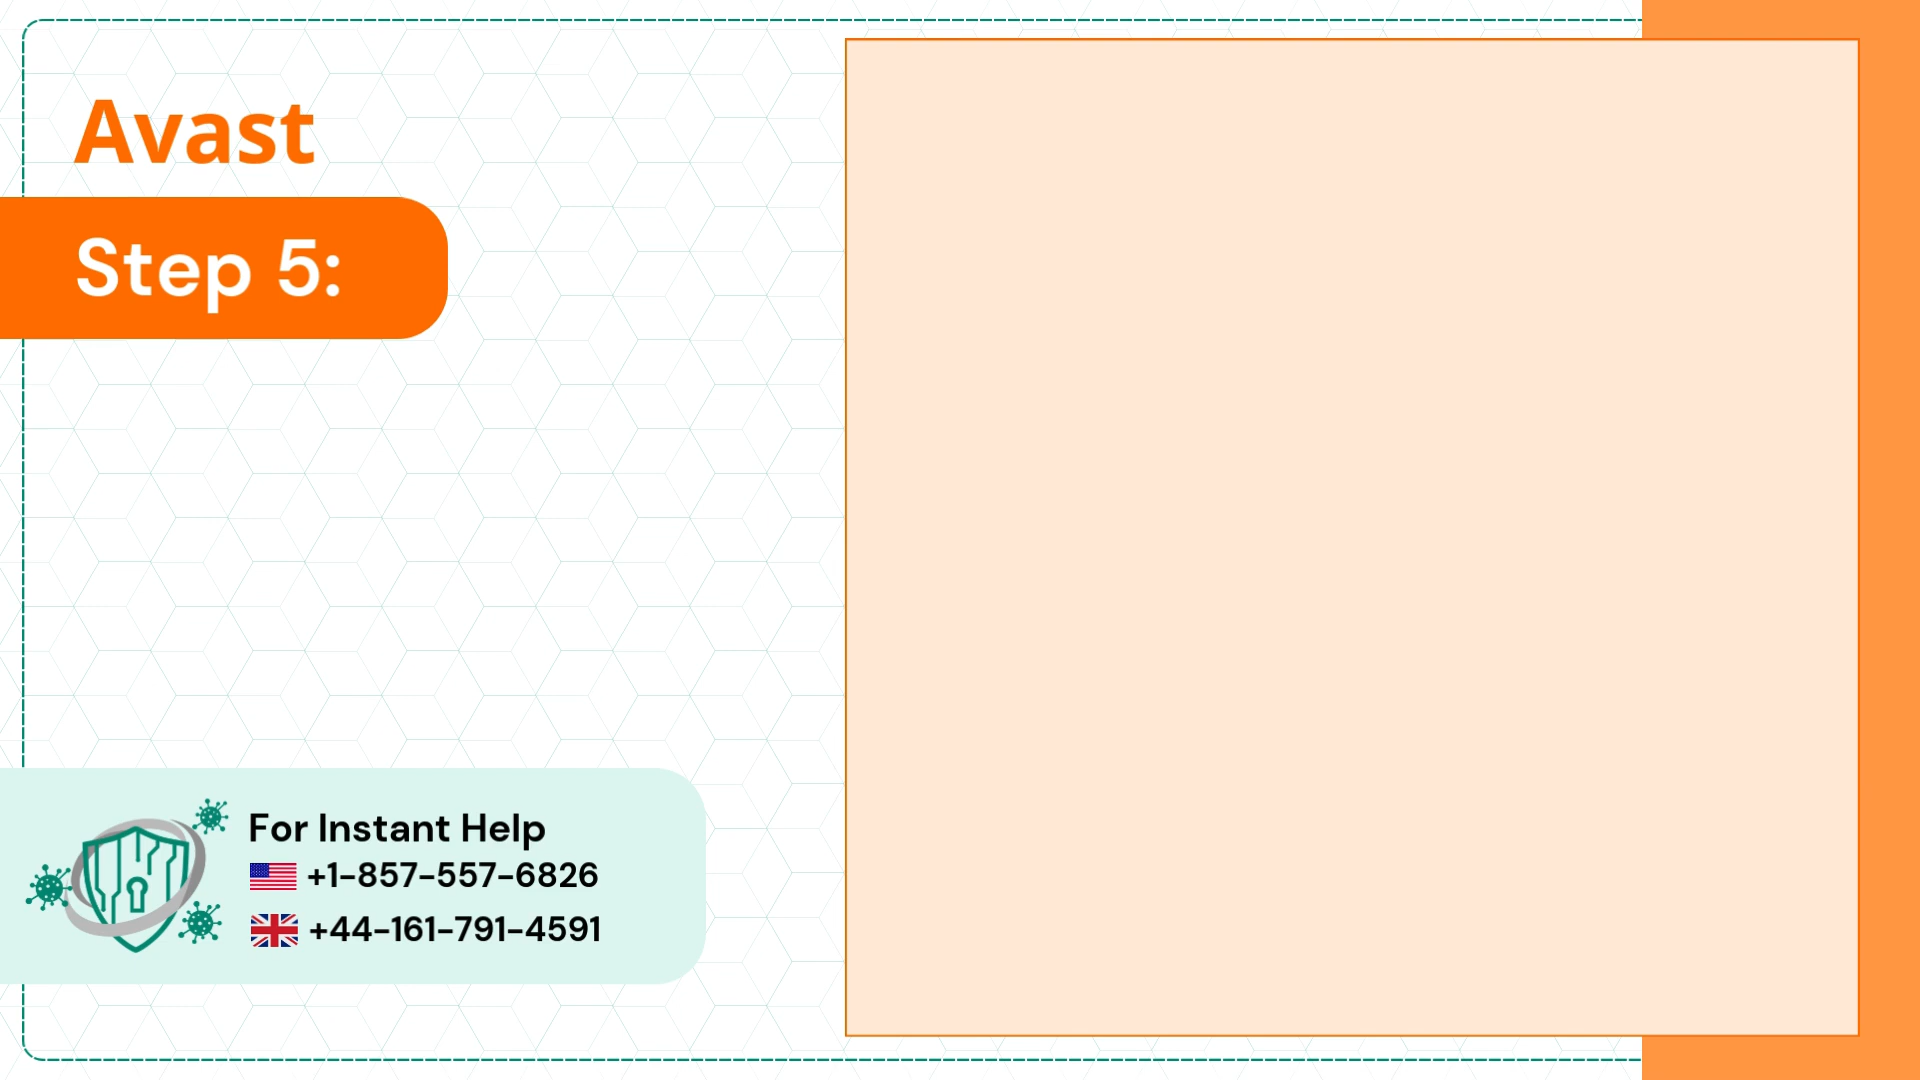 Avast
Step 5:
For Instant Help
+1-857-557-6826
+44-161-791-4591